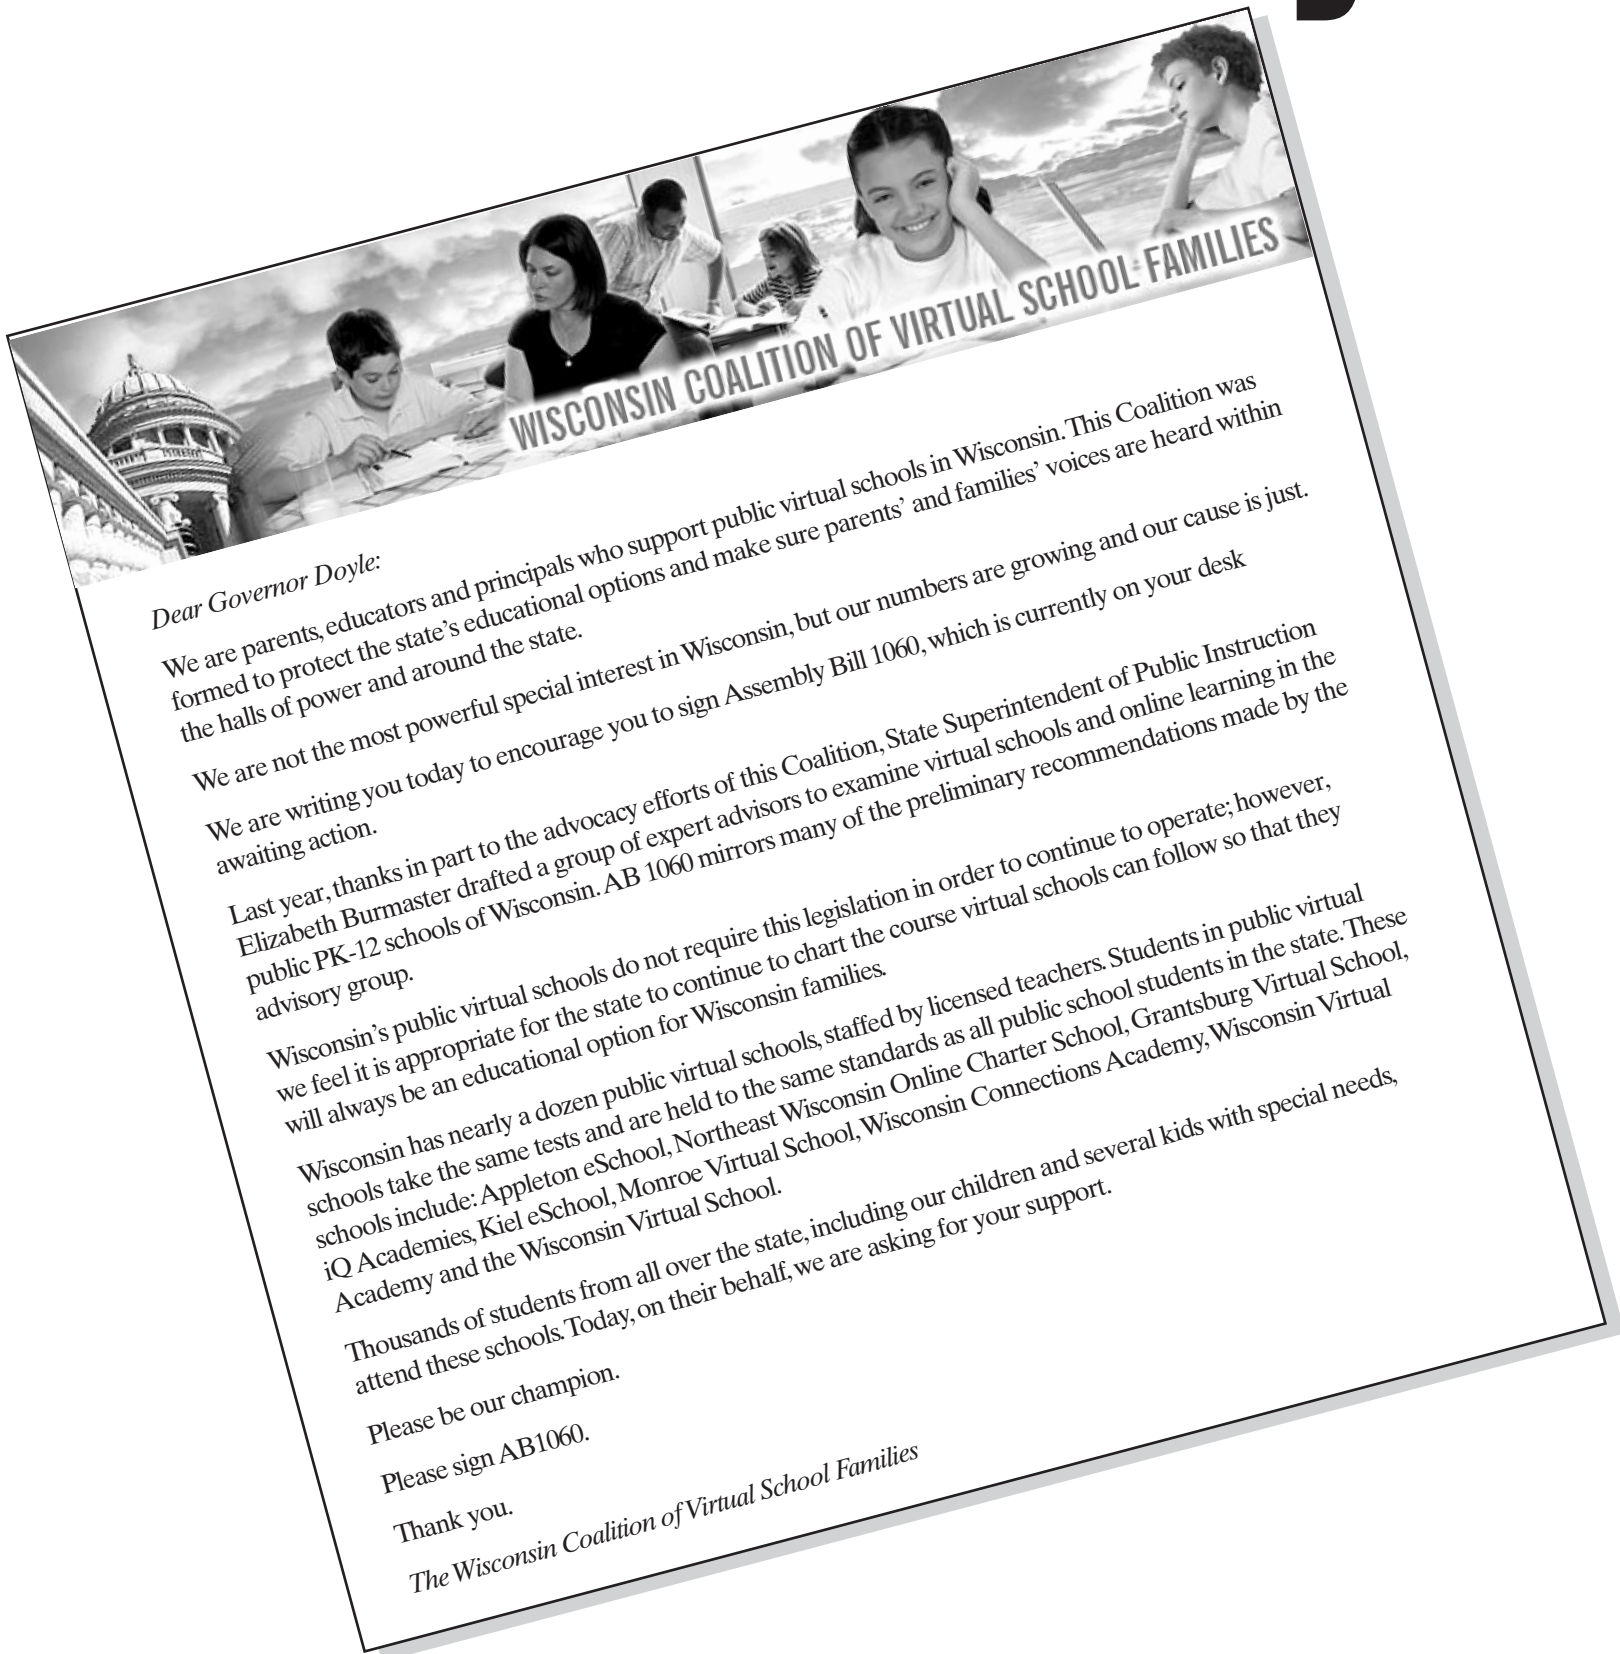 WISCONSIN COALITION OF VIRTUAL SCHOOL FAMILIES
Dear Governor Doyle:
We are parents, educators and principals who support public virtual schools in Wisconsin. This Coalition was
formed to protect the state's educational options and make sure parents' and families' voices are heard within
the halls of power and around the state.
We are not the most powerful special interest in Wisconsin, but our numbers are growing and our cause is just.
We are writing you today to encourage you to sign Assembly Bill 1060, which is currently on your desk
awaiting action.
Last year, thanks in part to the advocacy efforts of this Coalition, State Superintendent of Public Instruction
Elizabeth Burmaster drafted a group of expert advisors to examine virtual schools and online learning in the
public PK-12 schools of Wisconsin. AB 1060 mirrors many of the preliminary recommendations made by the
advisory group.
Wisconsin's public virtual schools do not require this legislation in order to continue to operate; however,
we feel it is appropriate for the state to continue to chart the course virtual schools can follow so that they
will always be an educational option for Wisconsin families.
Wisconsin has nearly a dozen public virtual schools, staffed by licensed teachers. Students in public virtual
schools take the same tests and are held to the same standards as all public school students in the state. These
schools include: Appleton eSchool, Northeast Wisconsin Online Charter School, Grantsburg Virtual School,
iQ Academies, Kiel eSchool, Monroe Virtual School, Wisconsin Connections Academy, Wisconsin Virtual
Academy and the Wisconsin Virtual School.
Thousands of students from all over the state, including our children and several kids with special needs,
attend these schools. Today, on their behalf, we are asking for your support.
Please be our champion.
Please sign AB1060.
Thank you.
The Wisconsin Coalition of Virtual School Families